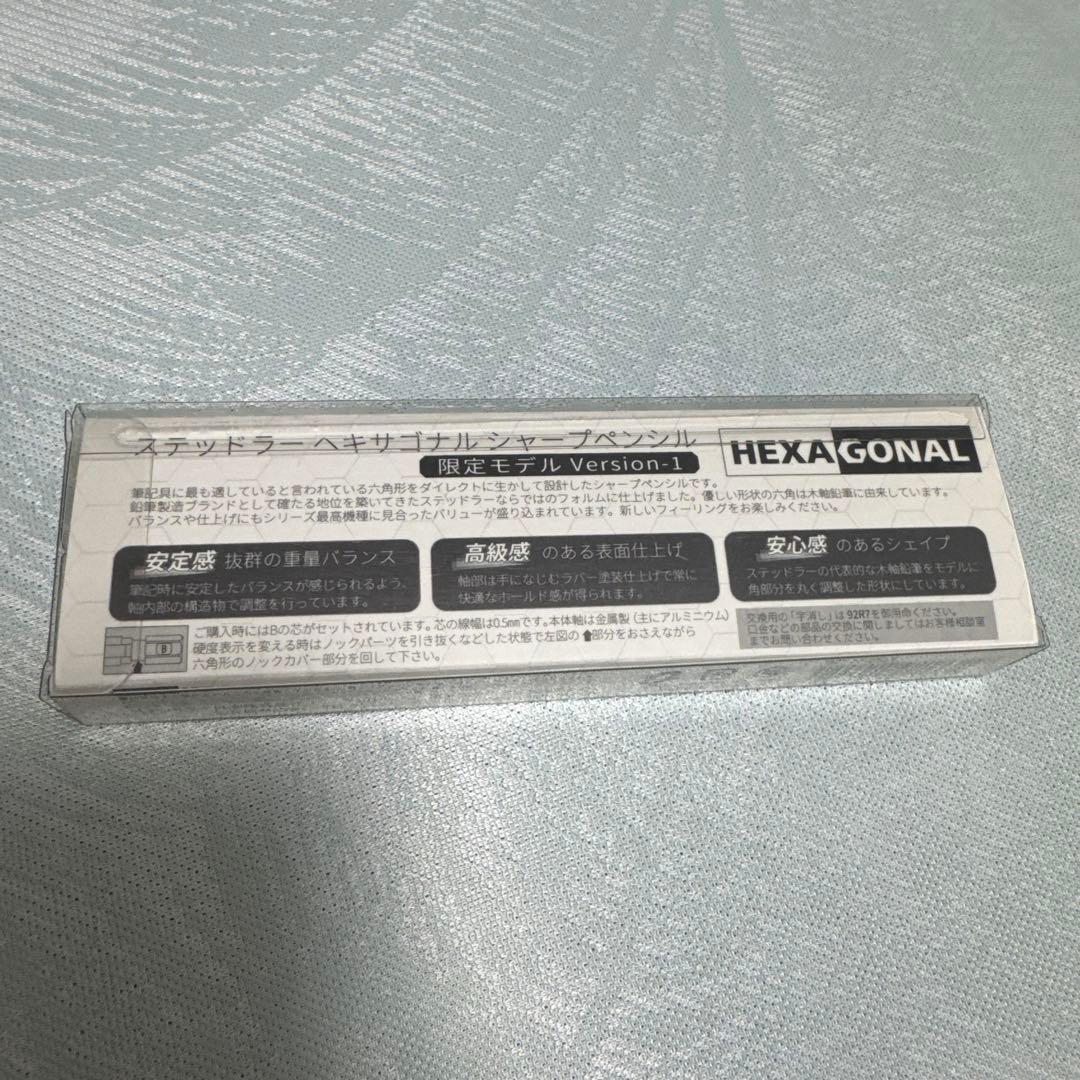 ステッドラー ヘキサゴナル シャープペンシル
限定モデル Version-1
HEXAGONAL
筆記具に最も適していると言われている六角形をダイレクトに生かして設計したシャープペンシルです。
鉛筆製造ブランドとして確たる地位を築いてきたステッドラーならではのフォルムに仕上げました。優しい形状の六角は木軸鉛筆に由来しています。
バランスや仕上げにもシリーズ最高機種に見合ったバリューが盛り込まれています。新しいフィーリングをお楽しみください。
安定感 抜群の重量バランス
筆記時に安定したバランスが感じられるよう、
軸内部の構造物で調整を行っています。
高級感 のある表面仕上げ
軸部は手になじむラバー塗装仕上げで常に
快適なホールド感が得られます。
安心感 のあるシェイプ
ステッドラーの代表的な木軸鉛筆をモデルに
角部分を丸く調整した形状にしています。
B
ご購入時にはBの芯がセットされています。芯の線幅は0.5mmです。本体軸は金属製(主にアルミニウム)
硬度表示を変える時はノックパーツを引き抜くなどした状態で左図の⬆部分をおさえながら
六角形のノックカバー部分を回して下さい。
交換用の「字消し」は92R7を御用命ください。
口金などの部品の交換に関しましてはお客様相談室
までお問い合わせください。